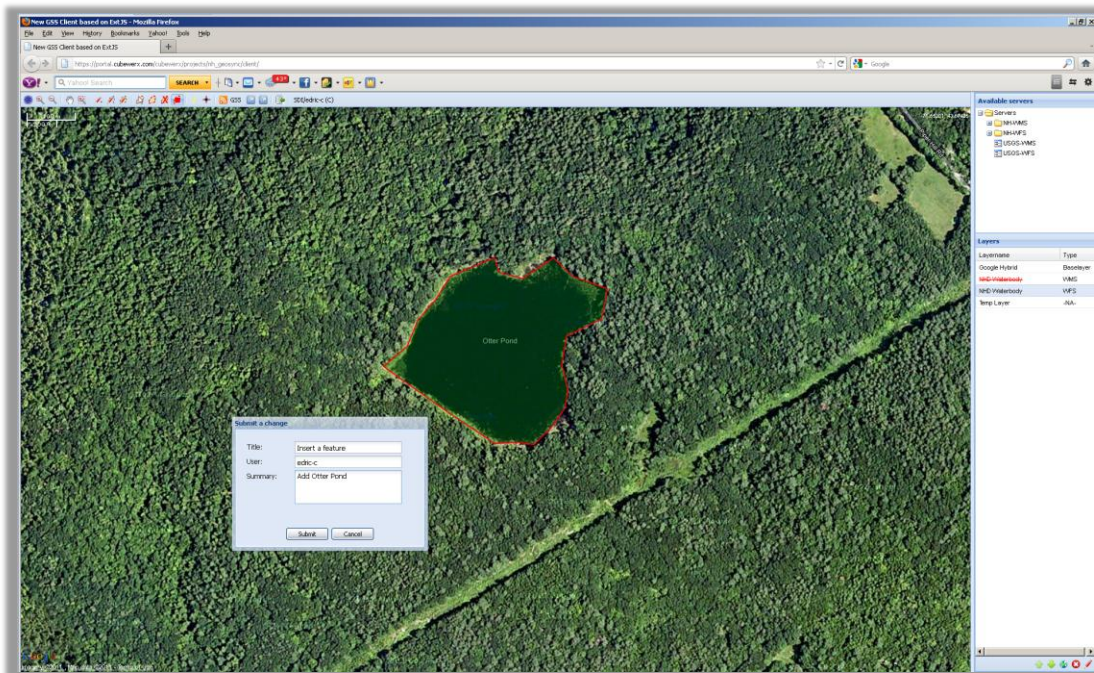 New GSS Client based on ExtJS - Mozilla Firefox
File Edit View History Bookmarks Yahoo! Tools Help
New GSS Client based on ExtJS
https://portal.cubewerx.com/cubewerx/projects/nh_geosync/client/
Google
Y! Yahoo! Search SEARCH
GSS SDI/edric-c (C)
Available servers
Servers
NH-WMS
NH-WFS
USGS-WMS
USGS-WFS
Layers
Layername Type
Google Hybrid Baselayer
NHD-Waterbody WMS
NHD-Waterbody WFS
Temp Layer -NA-
Otter Pond
Submit a change
Title: Insert a feature
User: edric-c
Summary: Add Otter Pond
Submit Cancel